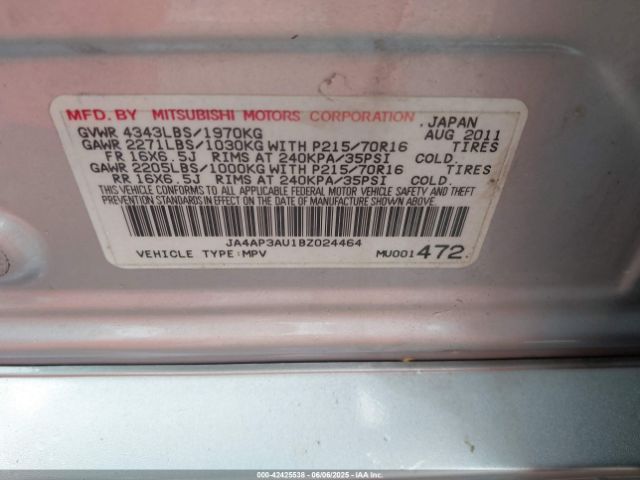 MFD. BY MITSUBISHI MOTORS CORPORATION. JAPAN
GVWR 4343LBS/1970KG AUG 2011
GAWR 2271LBS/1030KG WITH P215/70R16 TIRES
FR 16X6.5J RIMS AT 240KPA/35PSI COLD.
GAWR 2205LBS/1000KG WITH P215/70R16 TIRES
RR 16X6.5J RIMS AT 240KPA/35PSI COLD.
THIS VEHICLE CONFORMS TO ALL APPLICABLE FEDERAL MOTOR VEHICLE SAFETY AND THEFT
PREVENTION STANDARDS IN EFFECT ON THE DATE OF MANUFACTURE SHOWN ABOVE.
JA4AP3AU1BZ024464
VEHICLE TYPE:MPV MU001472
000-42425538 - 06/06/2025 - IAAI.COM